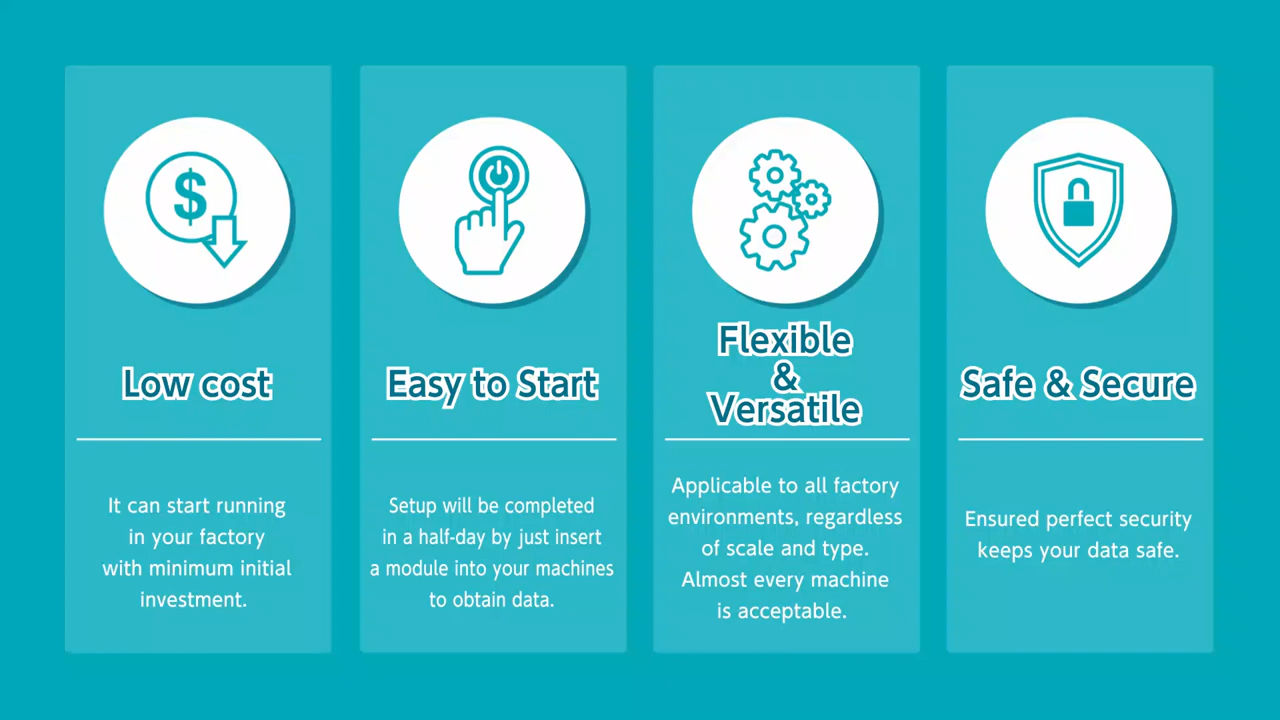 Low cost
It can start running
in your factory
with minimum initial
investment.
Easy to Start
Setup will be completed
in a half-day by just insert
a module into your machines
to obtain data.
Flexible
&
Versatile
Applicable to all factory
environments, regardless
of scale and type.
Almost every machine
is acceptable.
Safe & Secure
Ensured perfect security
keeps your data safe.